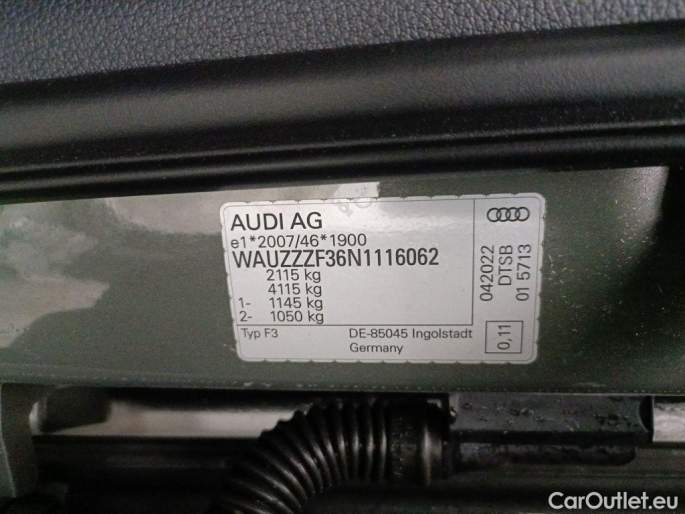 AUDI AG
e1*2007/46*1900
WAUZZZF36N1116062
2115 kg
4115 kg
1- 1145 kg
2- 1050 kg
Typ F3
DE-85045 Ingolstadt
Germany
042022
DTSB
01 5713
0,11
CarOutlet.eu